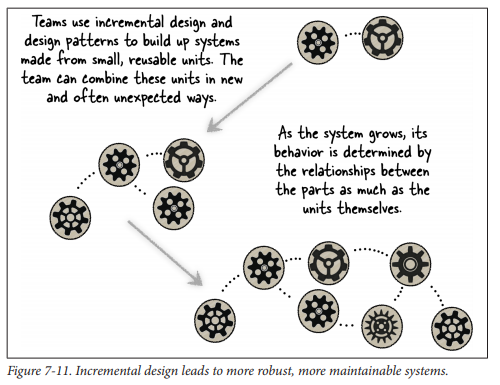 Teams use incremental design and
design patterns to build up systems
made from small, reusable units. The
team can combine these units in new
and often unexpected ways.
As the system grows, its
behavior is determined by
the relationships between
the parts as much as the
units themselves.
Figure 7-11. Incremental design leads to more robust, more maintainable systems.